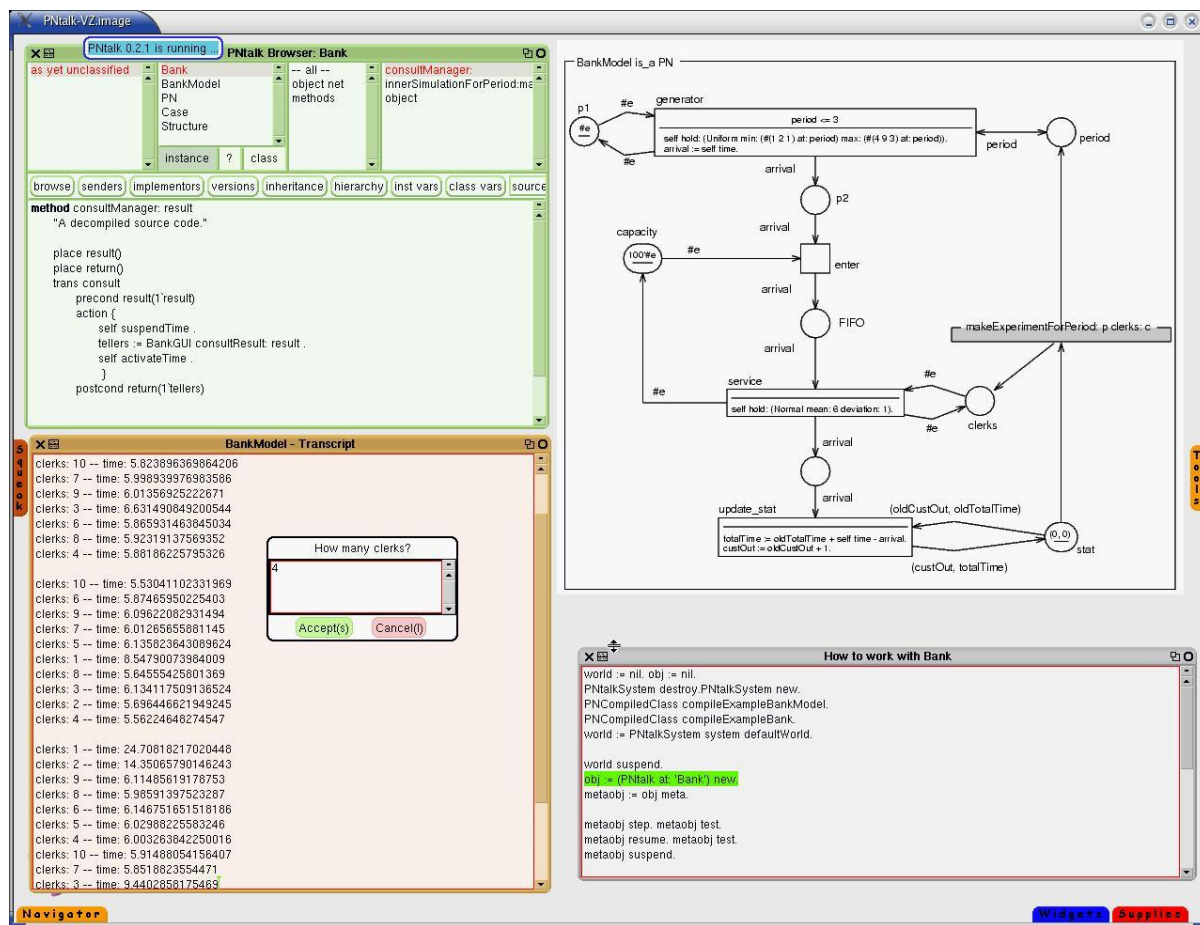 PNtalk-VZ.image
PNtalk 0.2.1 is running ...
PNtalk Browser: Bank
as yet unclassified
Bank
BankModel
PN
Case
Structure
instance ? class
-- all --
object net
methods
consultManager:
innerSimulationForPeriod:ma
object
browse senders implementors versions inheritance hierarchy inst vars class vars source
method consultManager: result
"A decompiled source code."
place result()
place return()
trans consult
precond result(1`result)
action {
self suspendTime .
tellers := BankGUI consultResult: result .
self activateTime .
}
postcond return(1`tellers)
BankModel is_a PN
p1
#e
generator
#e
period <= 3
self hold: (Uniform min: (#(1 2 1) at: period) max: (#(4 9 3) at: period)).
arrival := self time.
#e
period
period
arrival
p2
arrival
capacity
100`#e
#e
enter
arrival
FIFO
makeExperimentForPeriod: p clerks: c
arrival
service
#e
#e
self hold: (Normal mean: 6 deviation: 1).
#e
clerks
arrival
arrival
update_stat
(oldCustOut, oldTotalTime)
totalTime := oldTotalTime + self time - arrival.
custOut := oldCustOut + 1.
(0, 0)
stat
(custOut, totalTime)
Squeak
Tools
BankModel - Transcript
clerks: 10 -- time: 5.823896369864206
clerks: 7 -- time: 5.998939976983586
clerks: 9 -- time: 6.01356925222671
clerks: 3 -- time: 6.631490849200544
clerks: 6 -- time: 5.865931463845034
clerks: 8 -- time: 5.92319137569352
clerks: 4 -- time: 5.88186225795326
clerks: 10 -- time: 5.53041102331969
clerks: 6 -- time: 5.87465950225403
clerks: 9 -- time: 6.09622082931494
clerks: 7 -- time: 6.01265655881145
clerks: 5 -- time: 6.135823643089624
clerks: 1 -- time: 8.54790073984009
clerks: 8 -- time: 5.64555425801369
clerks: 3 -- time: 6.134117509136524
clerks: 2 -- time: 5.696446621949245
clerks: 4 -- time: 5.56224648274547
clerks: 1 -- time: 24.70818217020448
clerks: 2 -- time: 14.35065790146243
clerks: 9 -- time: 6.11485619178753
clerks: 8 -- time: 5.98591397523287
clerks: 6 -- time: 6.146751651518186
clerks: 5 -- time: 6.02988225583246
clerks: 4 -- time: 6.003263842250016
clerks: 10 -- time: 5.91488054156407
clerks: 7 -- time: 5.8518823554471
clerks: 3 -- time: 9.4402858175469
How many clerks?
4
Accept(s) Cancel(l)
How to work with Bank
world := nil. obj := nil.
PNtalkSystem destroy.PNtalkSystem new.
PNCompiledClass compileExampleBankModel.
PNCompiledClass compileExampleBank.
world := PNtalkSystem system defaultWorld.
world suspend.
obj := (PNtalk at: 'Bank') new.
metaobj := obj meta.
metaobj step. metaobj test.
metaobj resume. metaobj test.
metaobj suspend.
Navigator
Widgets Supplies